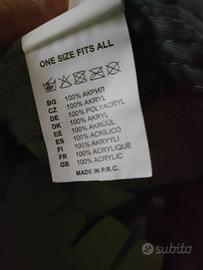 ONE SIZE FITS ALL
BG 100% АКРИЛ
CZ 100% AKRYL
DE 100% POLYACRYL
DK 100% AKRYL
EE 100% AKRÜÜL
ES 100% ACRÍLICO
FI 100% AKRYYLI
FR 100% ACRYLIQUE
GB 100% ACRYLIC
MADE IN P.R.C.
subito